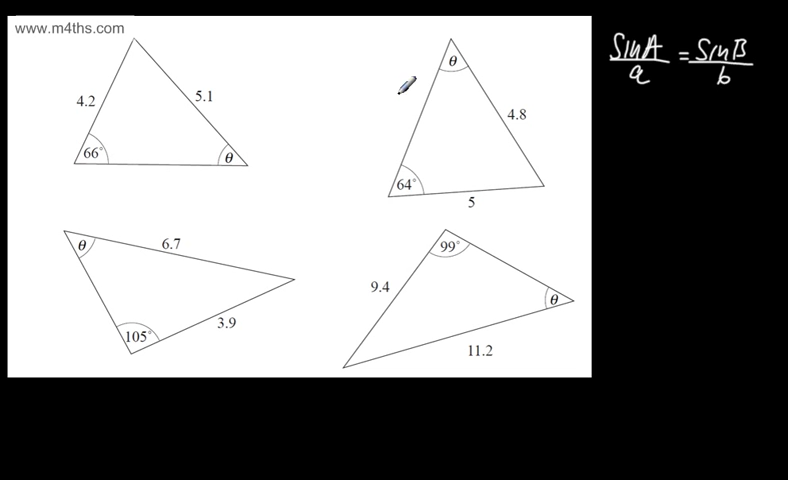 www.m4ths.com
sinA/a = sinB/b
4.2
5.1
66°
θ
θ
4.8
64°
5
θ
6.7
105°
3.9
99°
9.4
θ
11.2